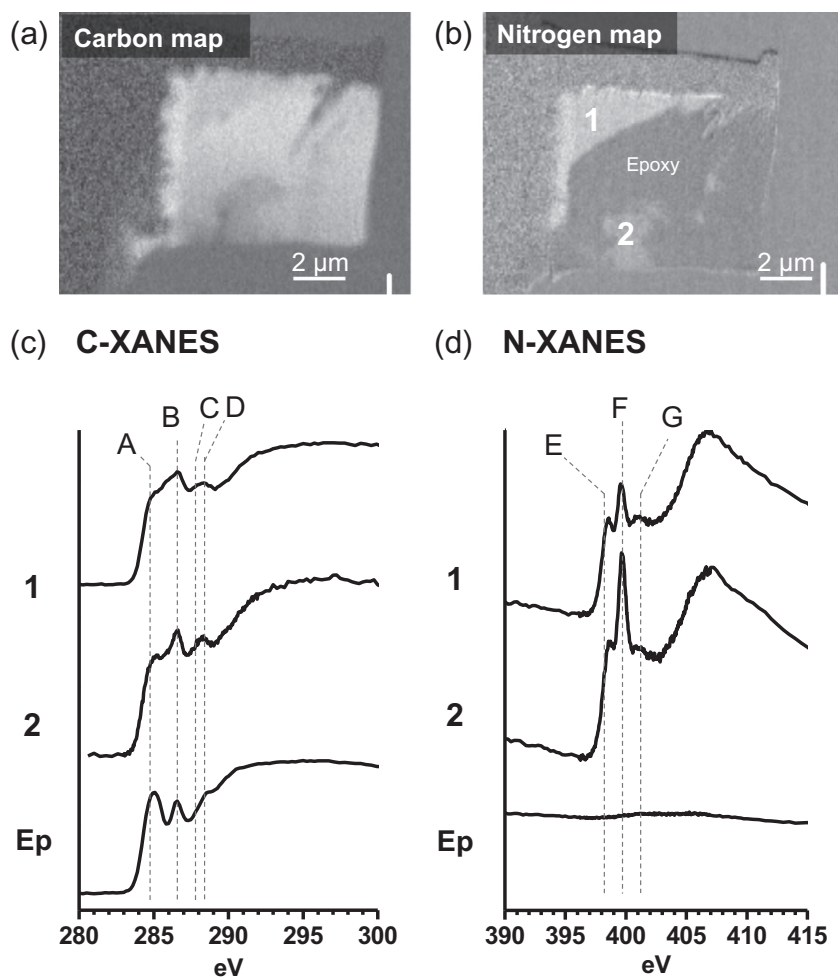 (a) Carbon map
2 µm
(b) Nitrogen map
1
Epoxy
2
2 µm
(c) C-XANES
A B C D
1
2
Ep
280 285 290 295 300
eV
(d) N-XANES
E F G
1
2
Ep
390 395 400 405 410 415
eV